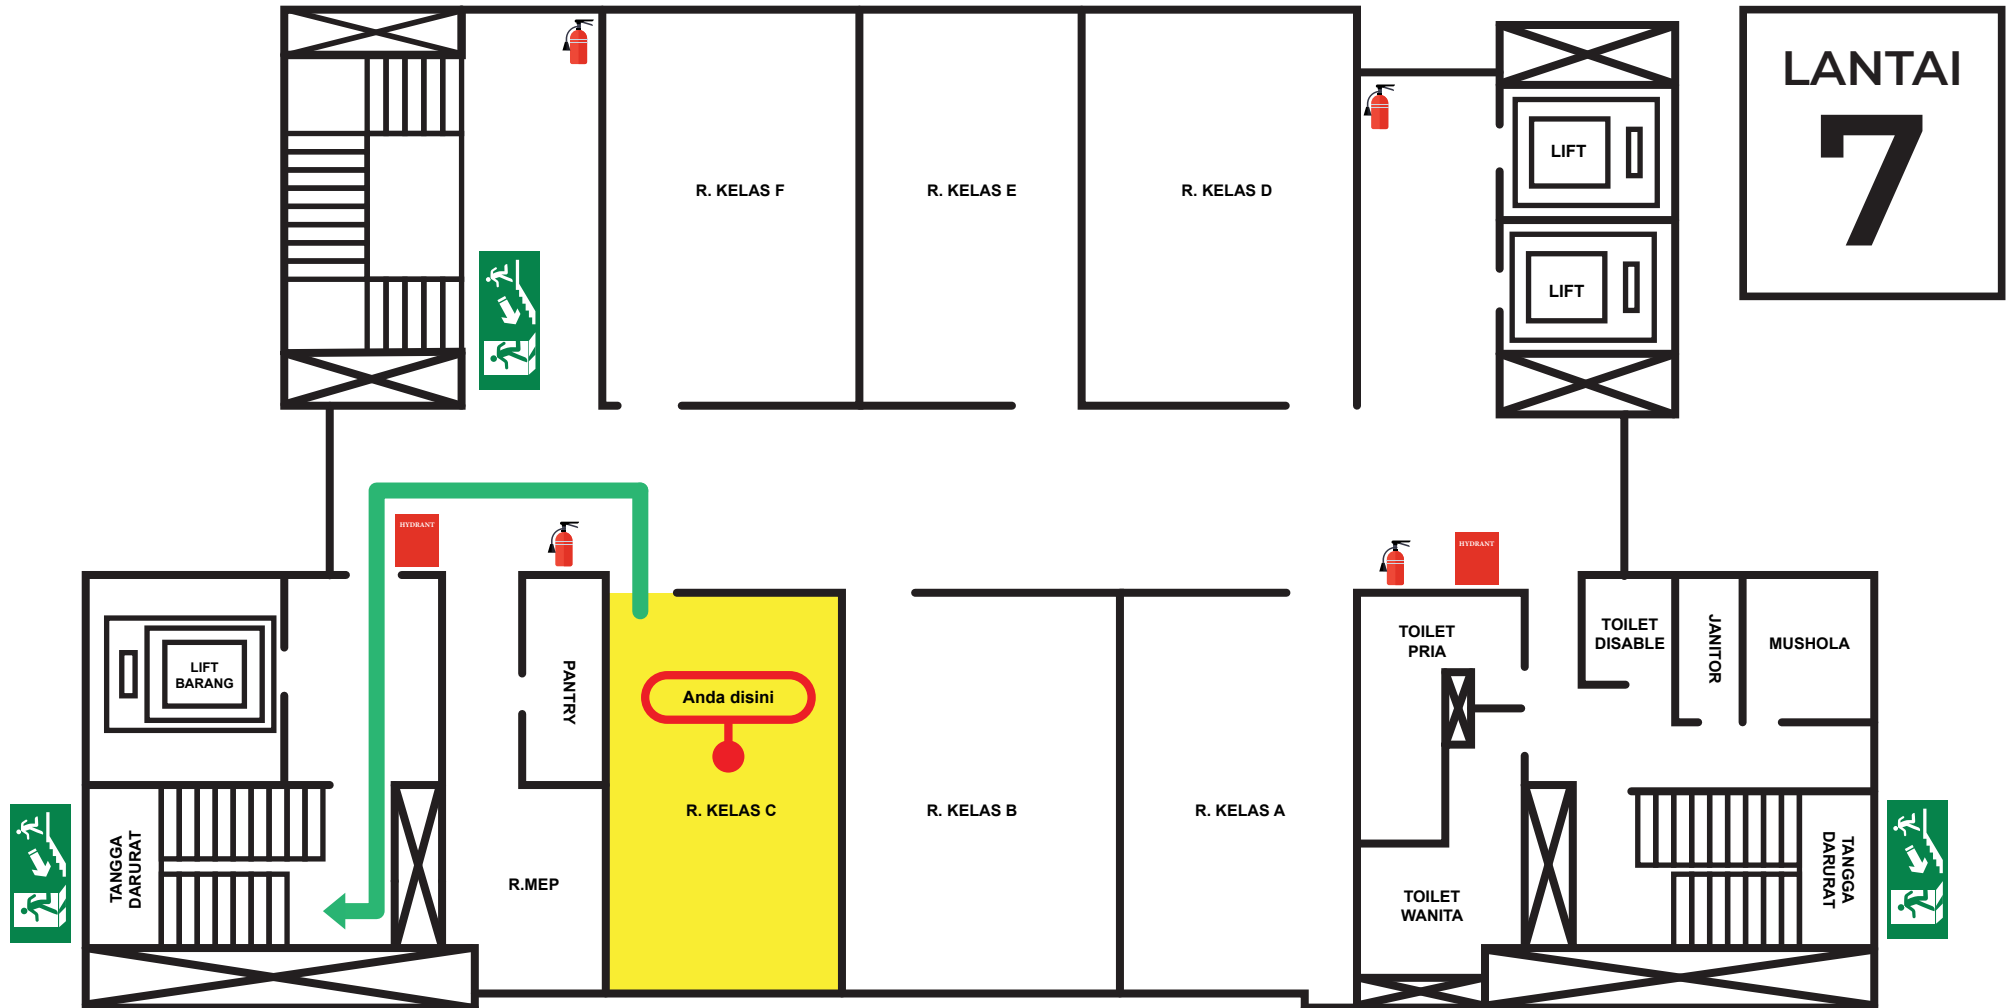 LANTAI
7
LIFT
LIFT
R. KELAS F
R. KELAS E
R. KELAS D
HYDRANT
HYDRANT
LIFT
BARANG
PANTRY
Anda disini
R. KELAS C
R. KELAS B
R. KELAS A
TOILET
PRIA
TOILET
DISABLE
JANITOR
MUSHOLA
TANGGA
DARURAT
R.MEP
TOILET
WANITA
TANGGA
DARURAT